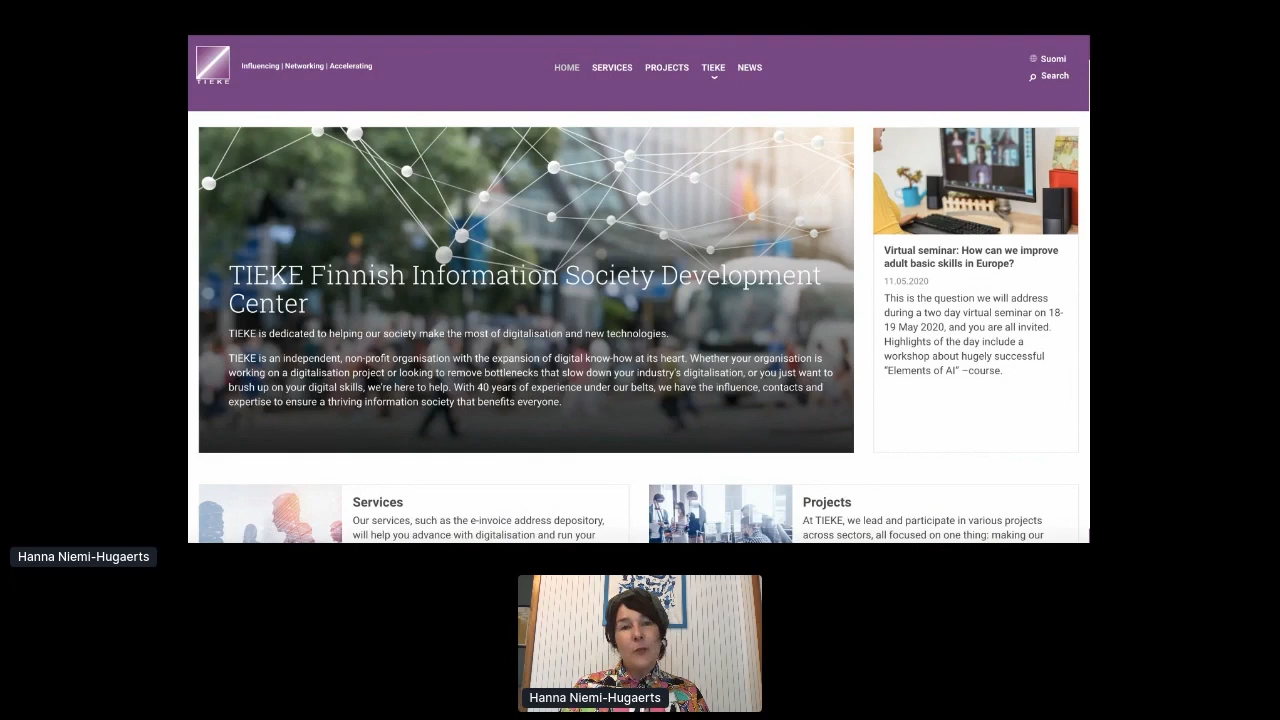 TIEKE
Influencing | Networking | Accelerating
HOME SERVICES PROJECTS TIEKE NEWS
Suomi
Search
TIEKE Finnish Information Society Development
Center
TIEKE is dedicated to helping our society make the most of digitalisation and new technologies.
TIEKE is an independent, non-profit organisation with the expansion of digital know-how at its heart. Whether your organisation is
working on a digitalisation project or looking to remove bottlenecks that slow down your industry's digitalisation, or you just want to
brush up on your digital skills, we're here to help. With 40 years of experience under our belts, we have the influence, contacts and
expertise to ensure a thriving information society that benefits everyone.
Virtual seminar: How can we improve
adult basic skills in Europe?
11.05.2020
This is the question we will address
during a two day virtual seminar on 18-
19 May 2020, and you are all invited.
Highlights of the day include a
workshop about hugely successful
“Elements of AI” –course.
Services
Our services, such as the e-invoice address depository,
will help you advance with digitalisation and run your
Projects
At TIEKE, we lead and participate in various projects
across sectors, all focused on one thing: making our
Hanna Niemi-Hugaerts
Hanna Niemi-Hugaerts